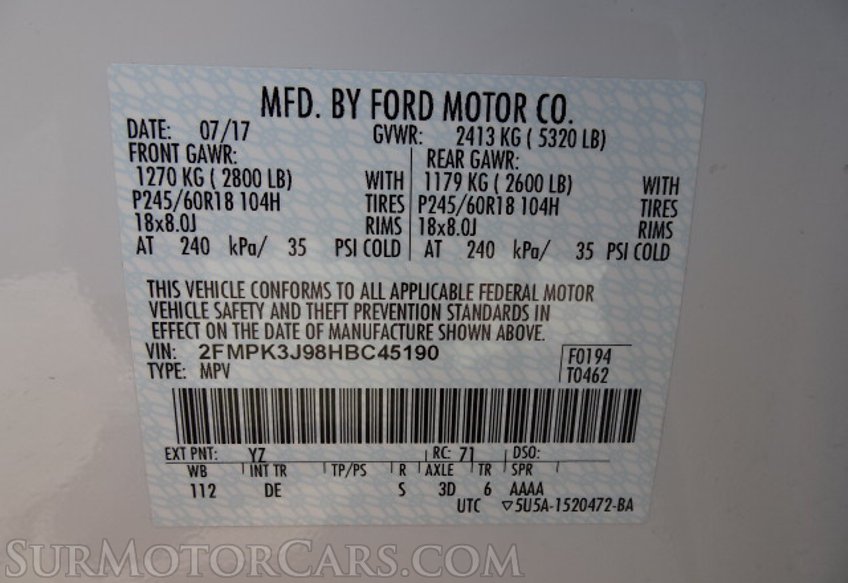 MFD. BY FORD MOTOR CO.
DATE: 07/17 GVWR: 2413 KG ( 5320 LB)
FRONT GAWR: REAR GAWR:
1270 KG ( 2800 LB) WITH 1179 KG ( 2600 LB) WITH
P245/60R18 104H TIRES P245/60R18 104H TIRES
18x8.0J RIMS 18x8.0J RIMS
AT 240 kPa/ 35 PSI COLD AT 240 kPa/ 35 PSI COLD
THIS VEHICLE CONFORMS TO ALL APPLICABLE FEDERAL MOTOR
VEHICLE SAFETY AND THEFT PREVENTION STANDARDS IN
EFFECT ON THE DATE OF MANUFACTURE SHOWN ABOVE.
VIN: 2FMPK3J98HBC45190 F0194
TYPE: MPV T0462
EXT PNT: YZ RC: 71 DSO:
WB INT TR TP/PS R AXLE TR SPR
112 DE S 3D 6 AAAA
UTC ▽5U5A-1520472-BA
SurMotorCars.com